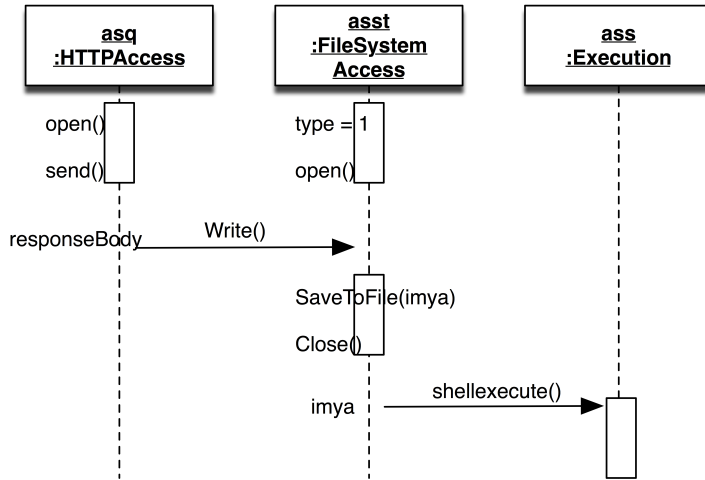 asq
:HTTPAccess
asst
:FileSystem
Access
ass
:Execution
open()
type = 1
send()
open()
responseBody
Write()
SaveToFile(imya)
Close()
imya
shellexecute()